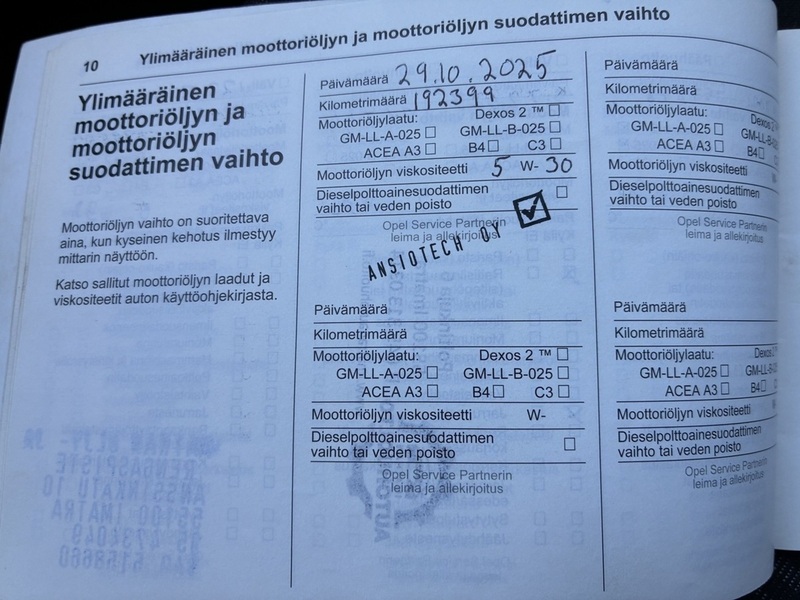 10 Ylimääräinen moottoriöljyn ja moottoriöljyn suodattimen vaihto
Ylimääräinen
moottoriöljyn ja
moottoriöljyn
suodattimen vaihto
Moottoriöljyn vaihto on suoritettava
aina, kun kyseinen kehotus ilmestyy
mittarin näyttöön.
Katso sallitut moottoriöljyn laadut ja
viskositeetit auton käyttöohjekirjasta.
Päivämäärä 29.10.2025
Kilometrimäärä 192399
Moottoriöljylaatu: Dexos 2 ™
GM-LL-A-025 GM-LL-B-025
ACEA A3 B4 C3
Moottoriöljyn viskositeetti 5 W- 30
Dieselpolttoainesuodattimen
vaihto tai veden poisto
Opel Service Partnerin
leima ja allekirjoitus
ANSIOTECH OY
Päivämäärä
Kilometrimäärä
Moottoriöljylaatu: Dexos 2 ™
GM-LL-A-025 GM-LL-B-025
ACEA A3 B4 C3
Moottoriöljyn viskositeetti W-
Dieselpolttoainesuodattimen
vaihto tai veden poisto
Opel Service Partnerin
leima ja allekirjoitus
Päivämäärä
Kilometrimäärä
Moottoriöljylaatu: Dexos
GM-LL-A-025 GM-LL-
ACEA A3 B4
Moottoriöljyn viskositeetti
Dieselpolttoainesuodattimen
vaihto tai veden poisto
Opel Service Partnerin
leima ja allekirjoitus
Päivämäärä
Kilometrimäärä
Moottoriöljylaatu: Dexos
GM-LL-A-025 GM-LL-
ACEA A3 B4
Moottoriöljyn viskositeetti
Dieselpolttoainesuodattimen
vaihto tai veden poisto
Opel Service Partnerin
leima ja allekirjoitus